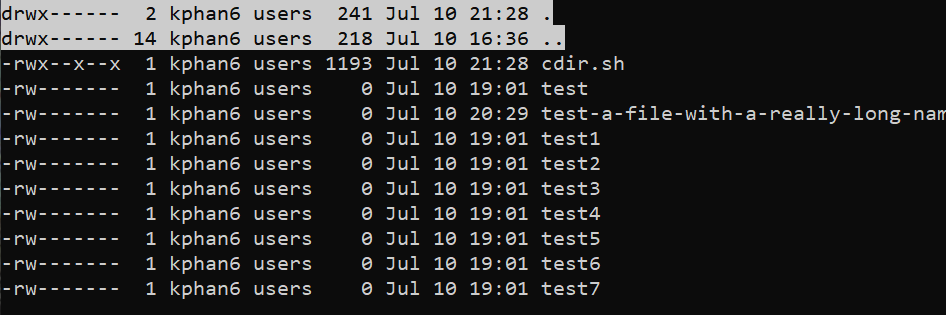 drwx------  2 kphan6 users  241 Jul 10 21:28 .
drwx------ 14 kphan6 users  218 Jul 10 16:36 ..
-rwx--x--x  1 kphan6 users 1193 Jul 10 21:28 cdir.sh
-rw-------  1 kphan6 users    0 Jul 10 19:01 test
-rw-------  1 kphan6 users    0 Jul 10 20:29 test-a-file-with-a-really-long-nam
-rw-------  1 kphan6 users    0 Jul 10 19:01 test1
-rw-------  1 kphan6 users    0 Jul 10 19:01 test2
-rw-------  1 kphan6 users    0 Jul 10 19:01 test3
-rw-------  1 kphan6 users    0 Jul 10 19:01 test4
-rw-------  1 kphan6 users    0 Jul 10 19:01 test5
-rw-------  1 kphan6 users    0 Jul 10 19:01 test6
-rw-------  1 kphan6 users    0 Jul 10 19:01 test7